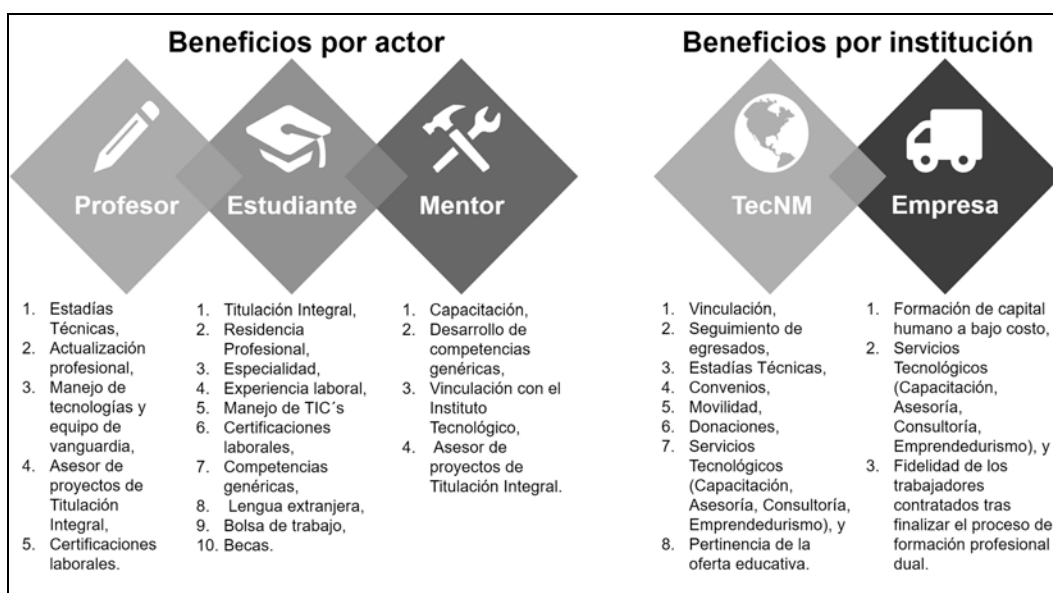 Beneficios por actor
Profesor
Estudiante
Mentor
1. Estadías
Técnicas,
2. Actualización
profesional,
3. Manejo de
tecnologías y
equipo de
vanguardia,
4. Asesor de
proyectos de
Titulación
Integral,
5. Certificaciones
laborales.
1. Titulación Integral,
2. Residencia
Profesional,
3. Especialidad,
4. Experiencia laboral,
5. Manejo de TIC´s
6. Certificaciones
laborales,
7. Competencias
genéricas,
8. Lengua extranjera,
9. Bolsa de trabajo,
10. Becas.
1. Capacitación,
2. Desarrollo de
competencias
genéricas,
3. Vinculación con el
Instituto
Tecnológico,
4. Asesor de
proyectos de
Titulación Integral.
Beneficios por institución
TecNM
Empresa
1. Vinculación,
2. Seguimiento de
egresados,
3. Estadías Técnicas,
4. Convenios,
5. Movilidad,
6. Donaciones,
7. Servicios
Tecnológicos
(Capacitación,
Asesoría, Consultoría,
Emprendedurismo), y
8. Pertinencia de la
oferta educativa.
1. Formación de capital
humano a bajo costo,
2. Servicios
Tecnológicos
(Capacitación,
Asesoría,
Consultoría,
Emprendedurismo), y
3. Fidelidad de los
trabajadores
contratados tras
finalizar el proceso de
formación profesional
dual.